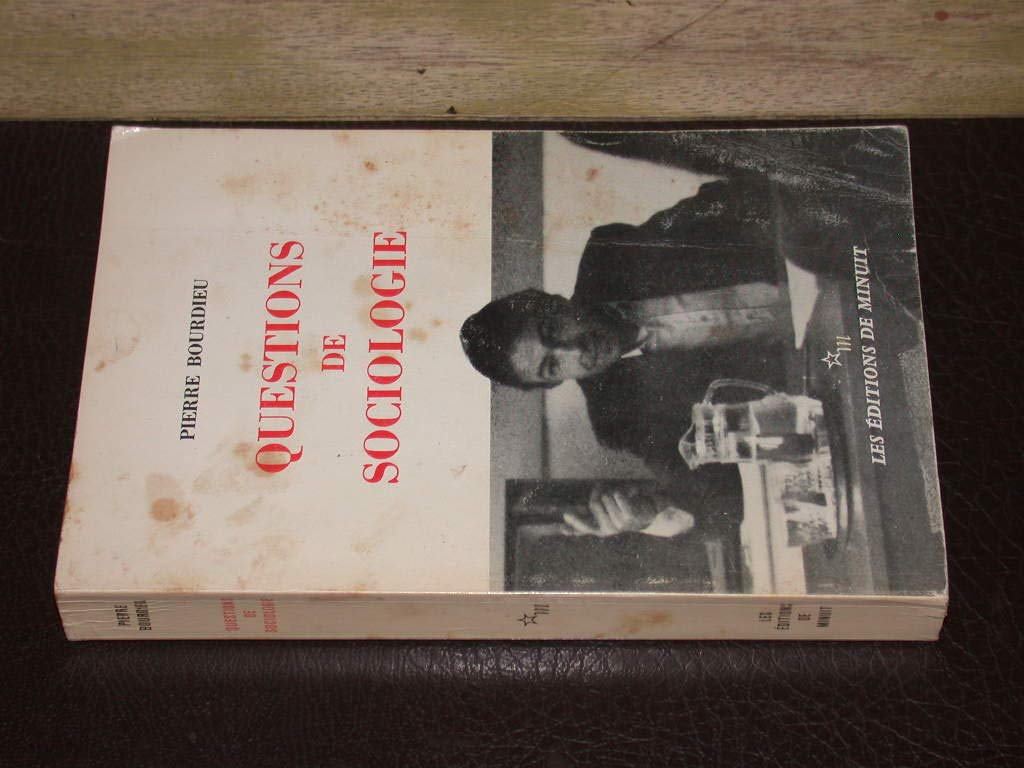 PIERRE BOURDIEU
QUESTIONS
DE
SOCIOLOGIE
M
LES ÉDITIONS DE MINUIT
PIERRE
BOURDIEU
QUESTIONS
DE
SOCIOLOGIE
M
LES
ÉDITIONS
DE
MINUIT